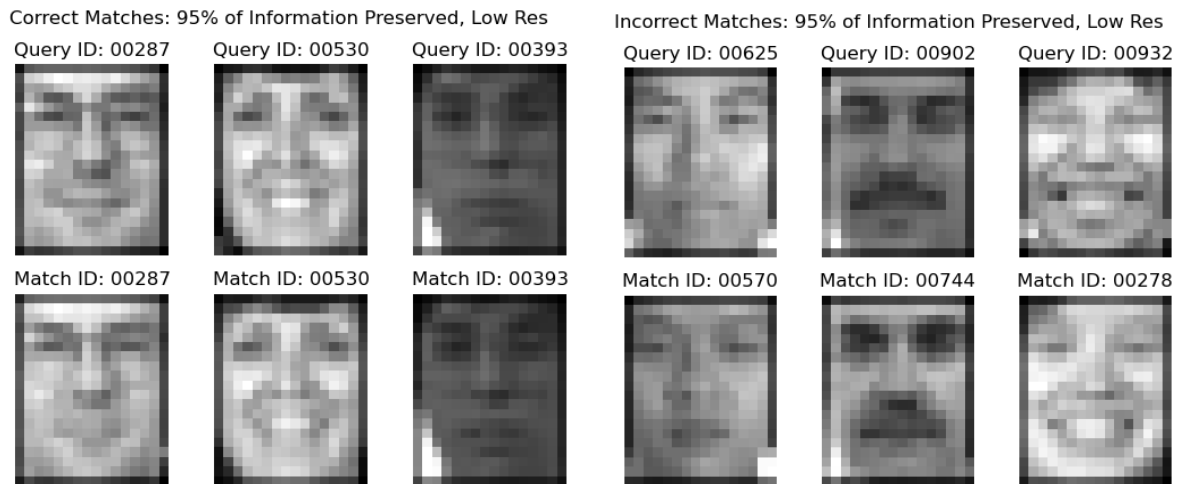 Correct Matches: 95% of Information Preserved, Low Res
Query ID: 00287 Query ID: 00530 Query ID: 00393
Match ID: 00287 Match ID: 00530 Match ID: 00393
Incorrect Matches: 95% of Information Preserved, Low Res
Query ID: 00625 Query ID: 00902 Query ID: 00932
Match ID: 00570 Match ID: 00744 Match ID: 00278